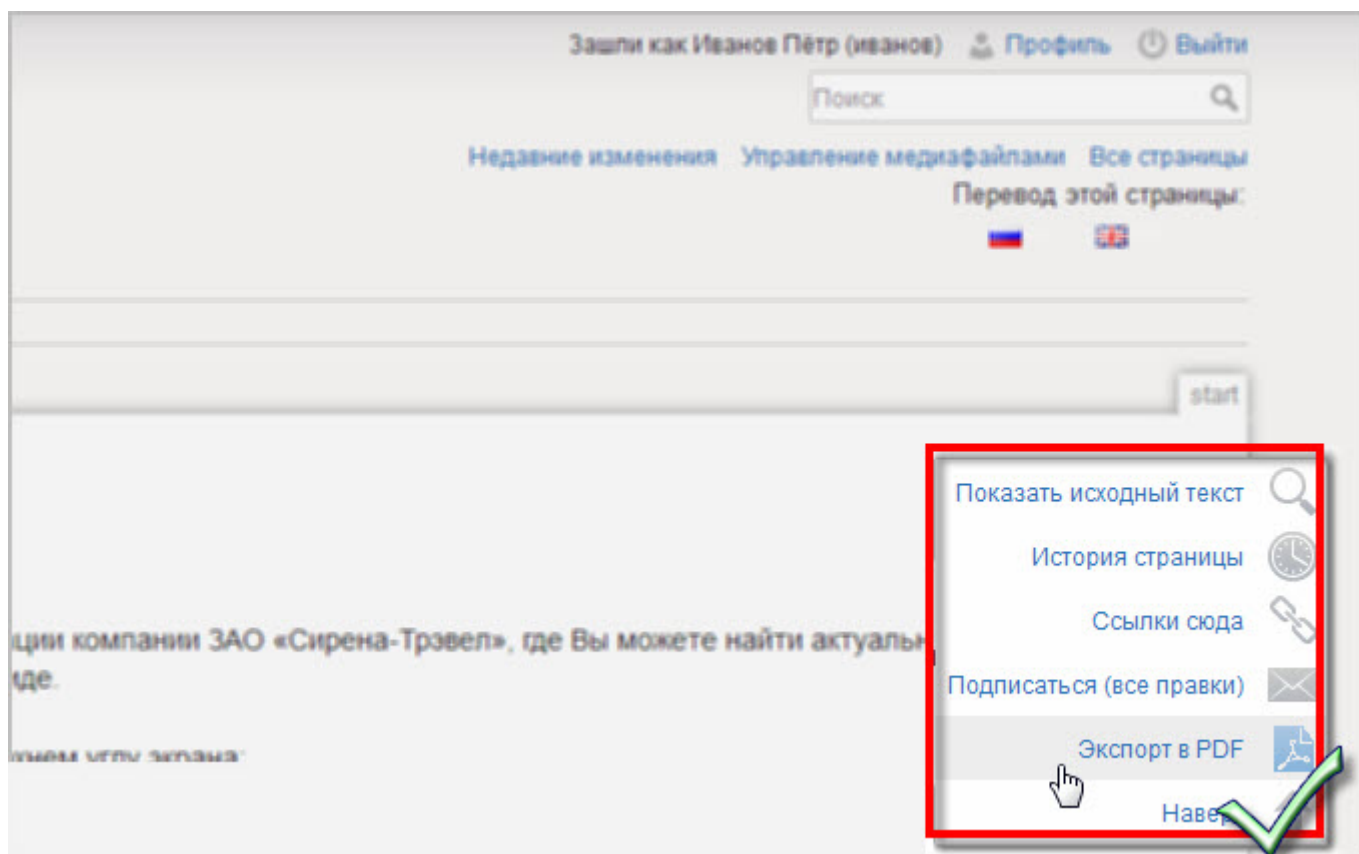 Зашли как Иванов Пётр (иванов) Профиль Выйти
Поиск
Недавние изменения Управление медиафайлами Все страницы
Перевод этой страницы:
start
Показать исходный текст
История страницы
Ссылки сюда
ции компании ЗАО «Сирена-Трэвел», где Вы можете найти актуальн
иде.
Подписаться (все правки)
Экспорт в PDF
хнем углу экрана:
Навер